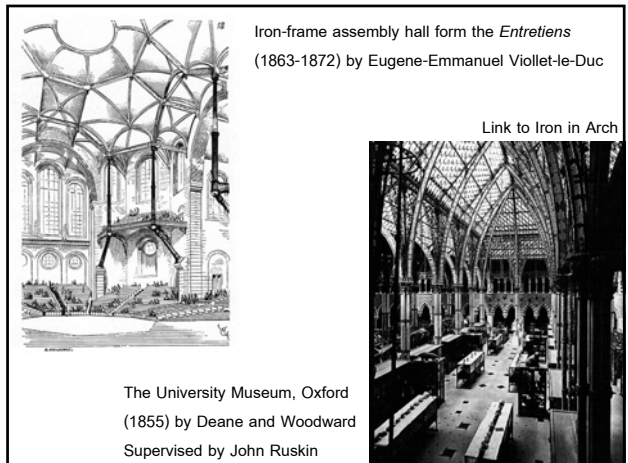 Iron-frame assembly hall form the Entretiens
(1863-1872) by Eugene-Emmanuel Viollet-le-Duc
Link to Iron in Arch
The University Museum, Oxford
(1855) by Deane and Woodward
Supervised by John Ruskin